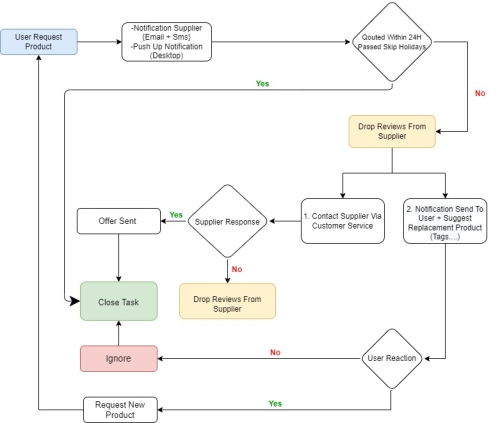 User Request
Product
-Notification Supplier
{Email + Sms}
-Push Up Notification
(Desktop)
Qouted Within 24H
Passed Skip Holidays
Yes
No
Drop Reviews From
Supplier
Offer Sent
Yes
Supplier Response
1. Contact Supplier Via
Customer Service
2. Notification Send To
User + Suggest
Replacement Product
(Tags....)
No
Close Task
Drop Reviews From
Supplier
Ignore
No
User Reaction
Request New
Product
Yes